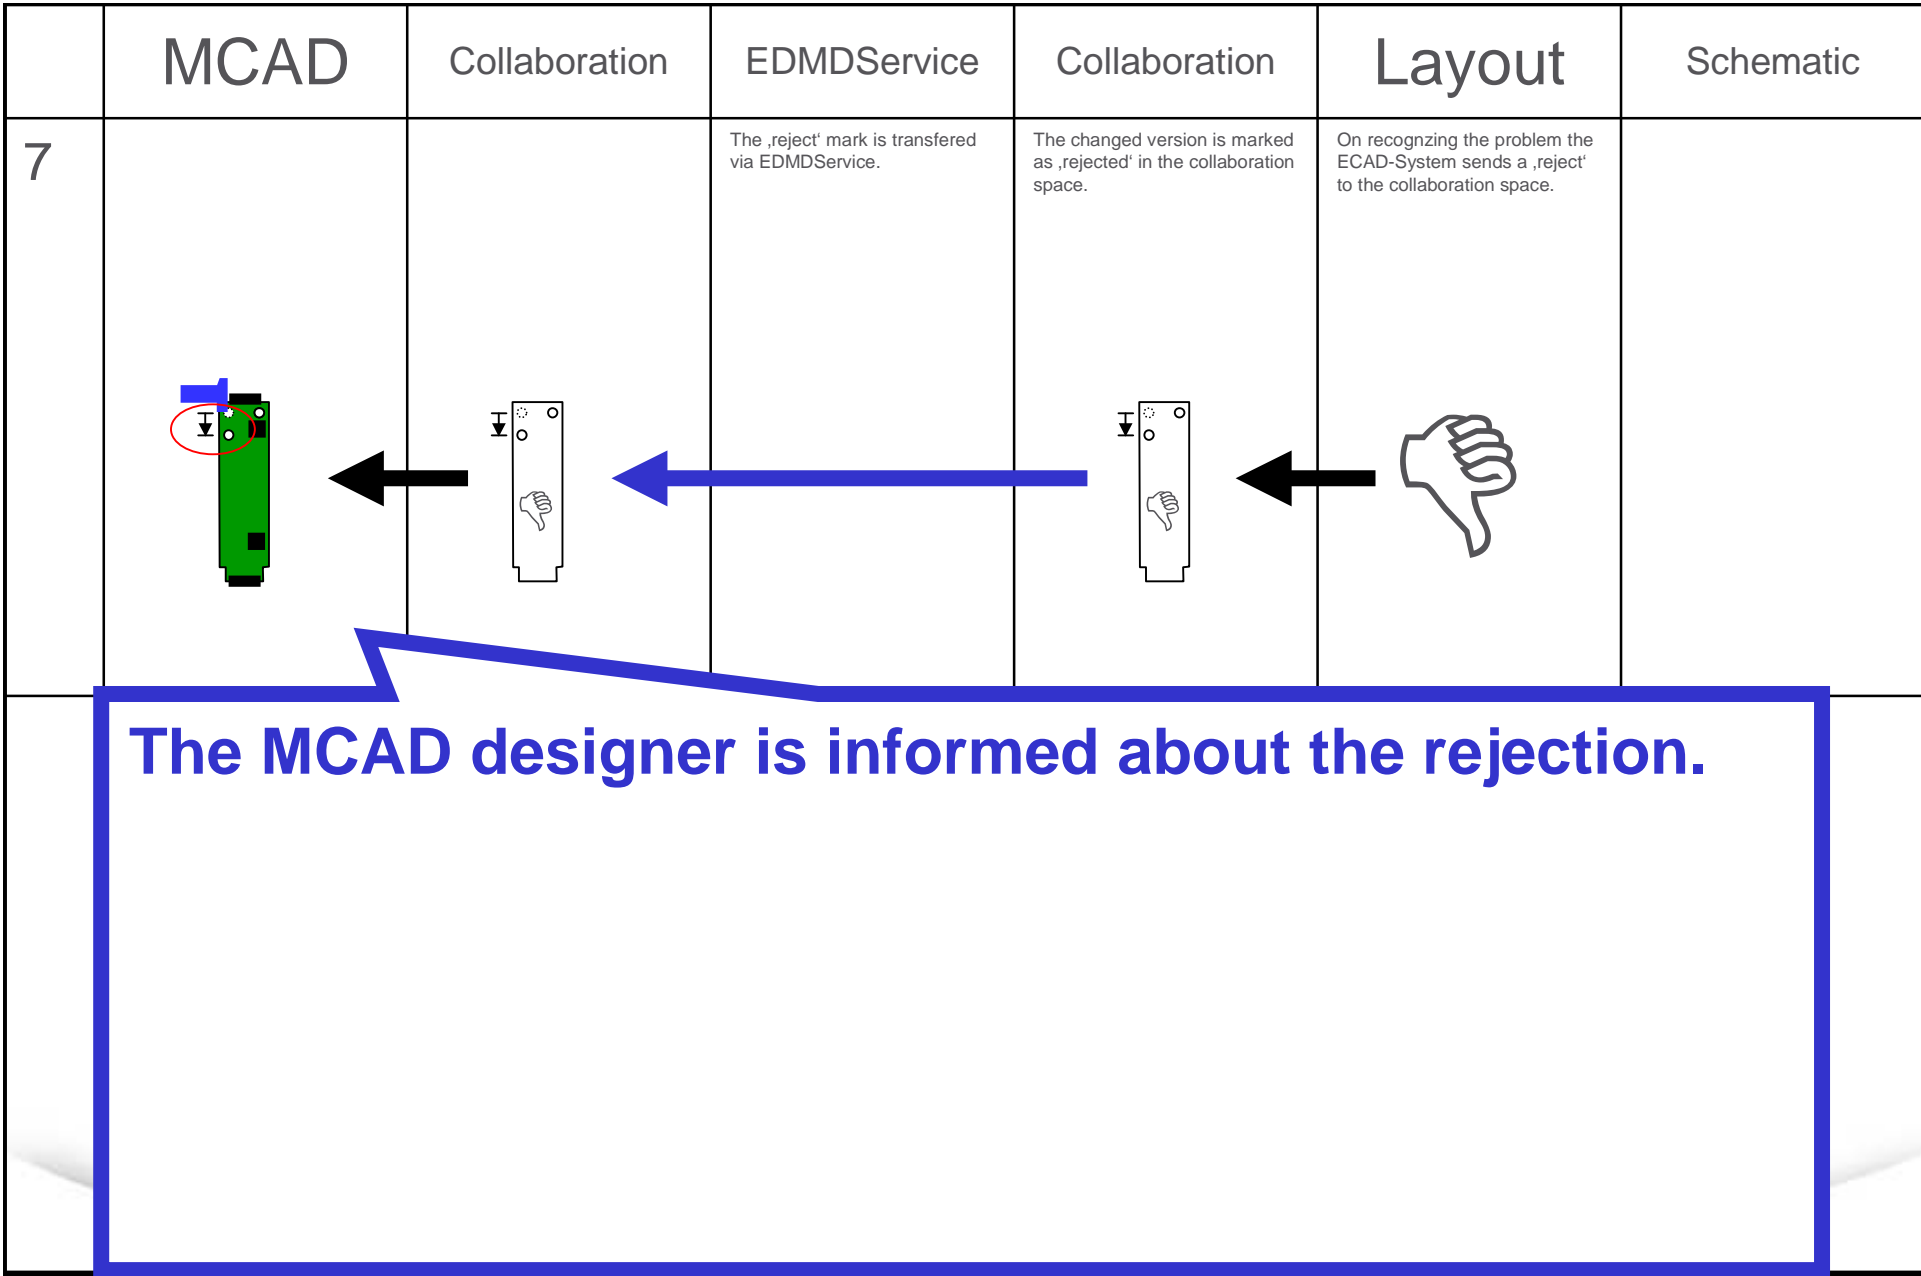 MCAD
Collaboration
EDMDService
Collaboration
Layout
Schematic
7
The ‚reject‘ mark is transfered
via EDMDService.
The changed version is marked
as ‚rejected‘ in the collaboration
space.
On recognzing the problem the
ECAD-System sends a ‚reject‘
to the collaboration space.
The MCAD designer is informed about the rejection.